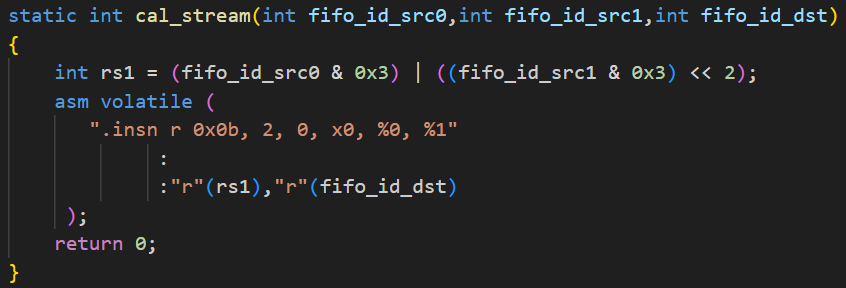 static int cal_stream(int fifo_id_src0,int fifo_id_src1,int fifo_id_dst)
{
    int rs1 = (fifo_id_src0 & 0x3) | ((fifo_id_src1 & 0x3) << 2);
    asm volatile (
       ".insn r 0x0b, 2, 0, x0, %0, %1"
             :
             :"r"(rs1),"r"(fifo_id_dst)
     );
    return 0;
}